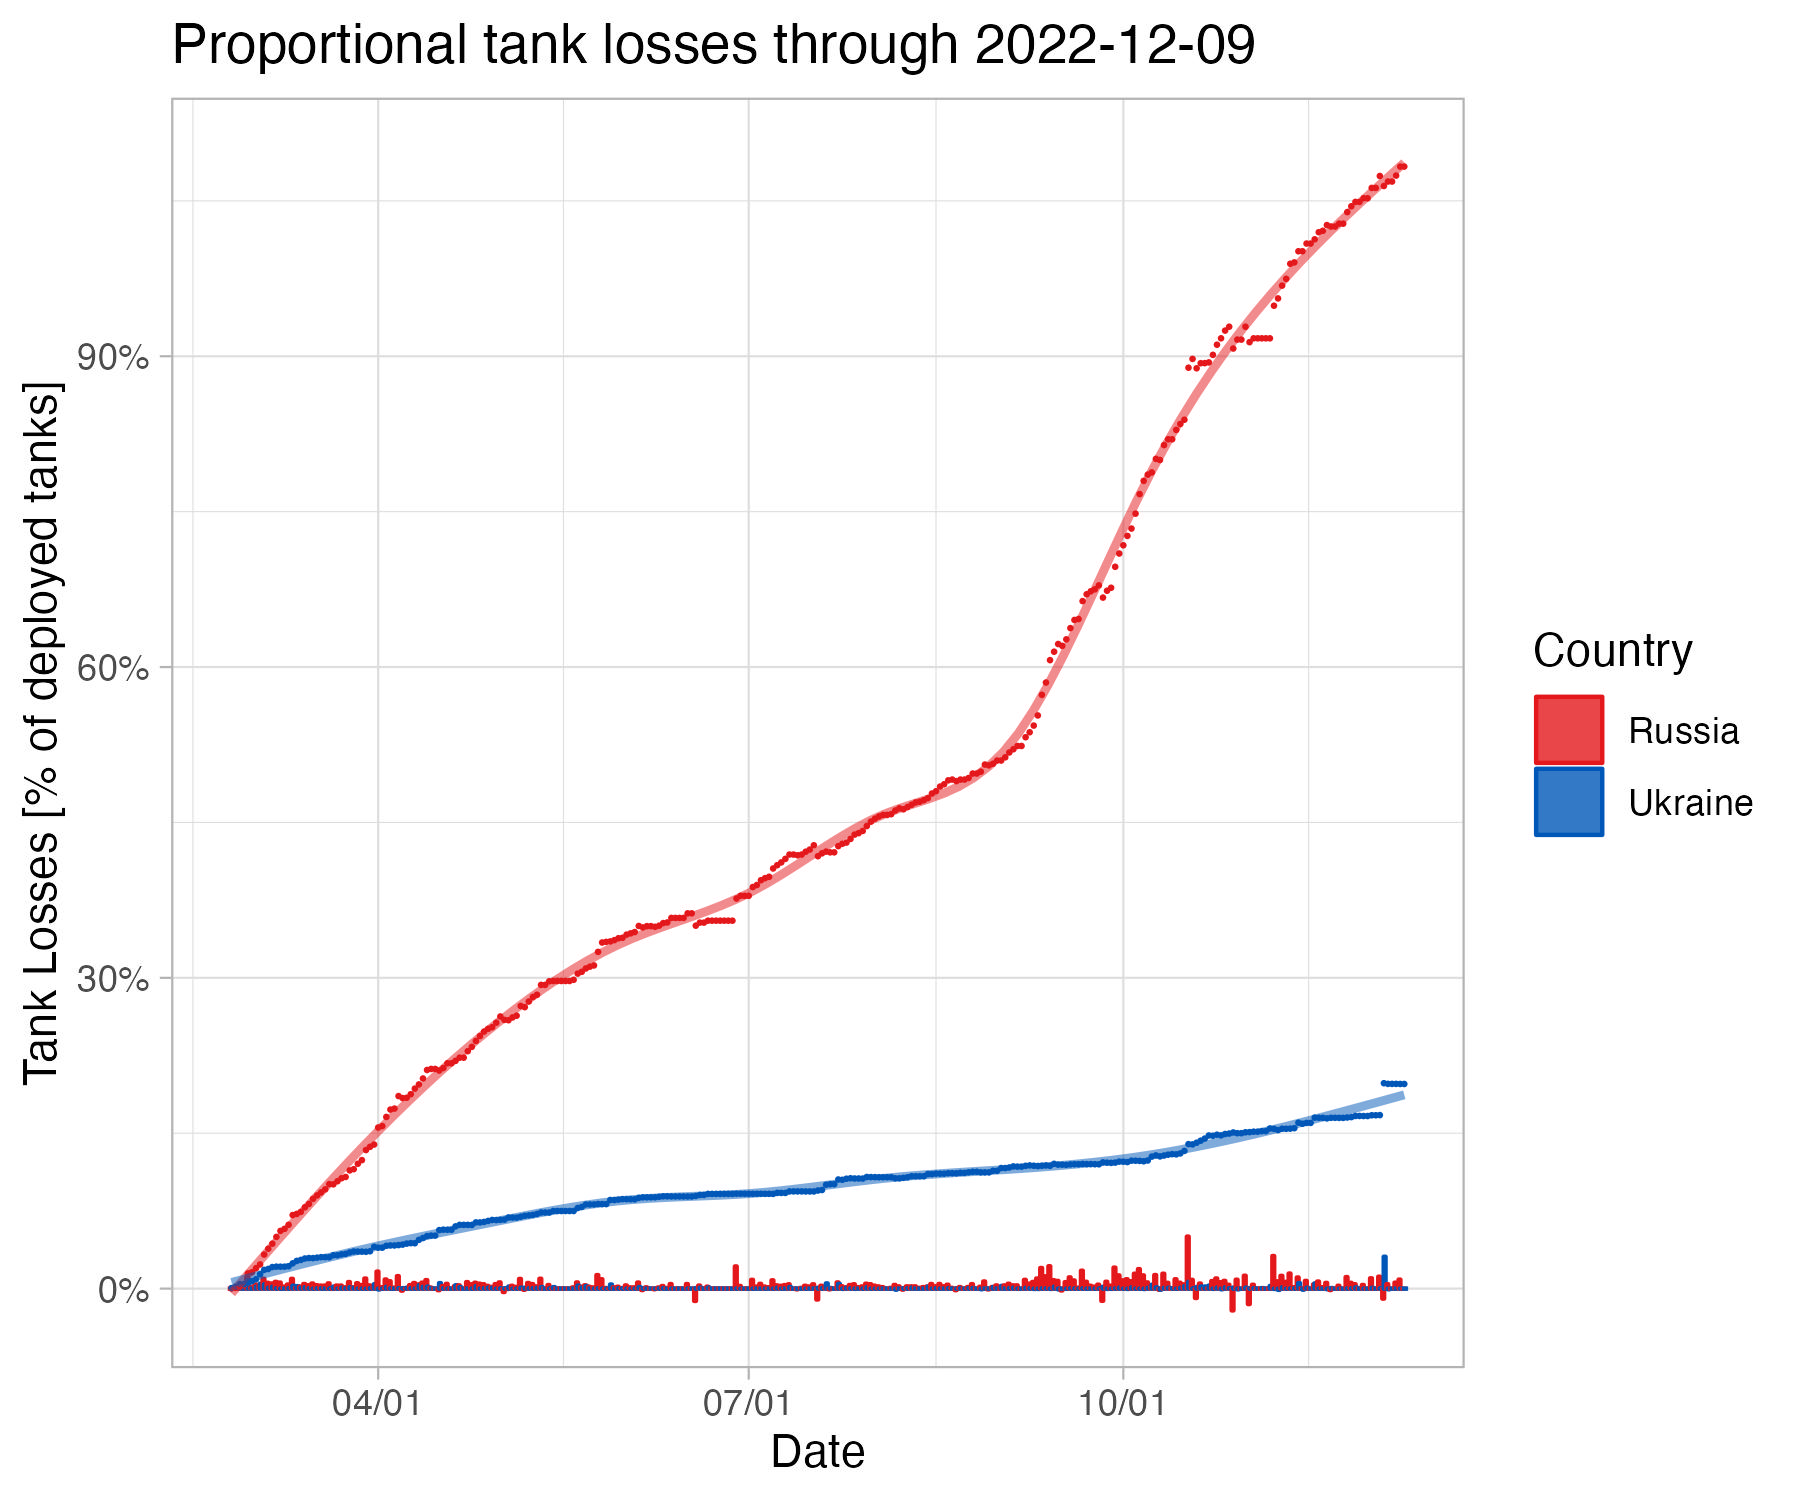 Proportional tank losses through 2022-12-09
Tank Losses [% of deployed tanks]
90%
60%
30%
0%
04/01
07/01
10/01
Date
Country
Russia
Ukraine